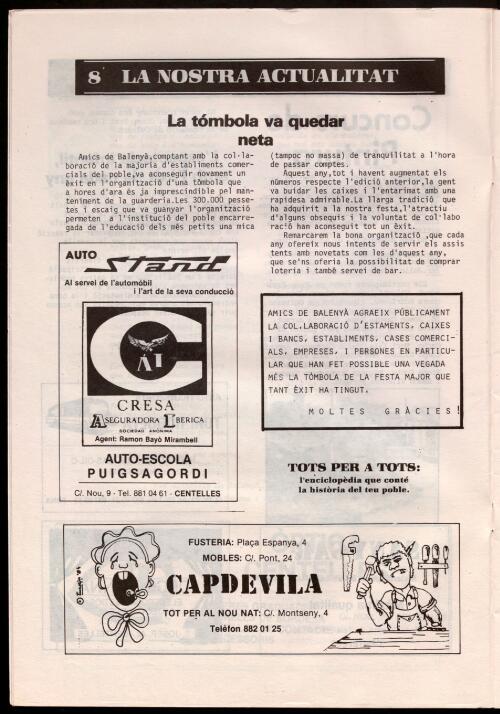 8 LA NOSTRA ACTUALITAT
La tómbola va quedar
neta
Amics de Balenyà,comptant amb la col·la-
boració de la majoria d'establiments comer-
cials del poble,va aconseguir novament un
èxit en l'organització d'una tómbola que
a hores d'ara és ja imprescindible pel man-
teniment de la guarderia.Les 300.000 pesse-
tes i escaig que va guanyar l'organització
permeten a l'institució del poble encarre-
gada de l'educació dels més petits una mica
(tampoc no massa) de tranquilitat a l'hora
de passar comptes.
Aquest any,tot i havent augmentat els
números respecte l'edició anterior,la gent
va buidar les caixes i l'entarimat amb una
rapidesa admirable.La llarga tradició que
ha adquirit a la nostra festa,l'atractiu
d'alguns obsequis i la voluntat de col·labo
ració han aconseguit tot un èxit.
Remarcarem la bona organització ,que cada
any ofereix nous intents de servir els assis
tents amb novetats com les d'aquest any,
que se'ns oferia la possibilitat de comprar
loteria i també servei de bar.
AUTO
Stand
Al servei de l'automòbil
i l'art de la seva conducció
AI
CRESA
ASEGURADORA IBERICA
SOCIEDAD ANONIMA
Agent: Ramon Bayò Mirambell
AUTO-ESCOLA
PUIGSAGORDI
C/. Nou, 9 - Tel. 881 04 61 - CENTELLES
AMICS DE BALENYÀ AGRAEIX PÚBLICAMENT
LA COL.LABORACIÓ D'ESTAMENTS, CAIXES
I BANCS, ESTABLIMENTS, CASES COMERCI-
ALS, EMPRESES, I PERSONES EN PARTICU-
LAR QUE HAN FET POSSIBLE UNA VEGADA
MÉS LA TÓMBOLA DE LA FESTA MAJOR QUE
TANT ÈXIT HA TINGUT.
MOLTES GRÀCIES!
TOTS PER A TOTS:
l'enciclopèdia que conté
la història del teu poble.
FUSTERIA: Plaça Espanya, 4
MOBLES: C/. Pont, 24
CAPDEVILA
TOT PER AL NOU NAT: C/. Montseny, 4
Telèfon 882 01 25